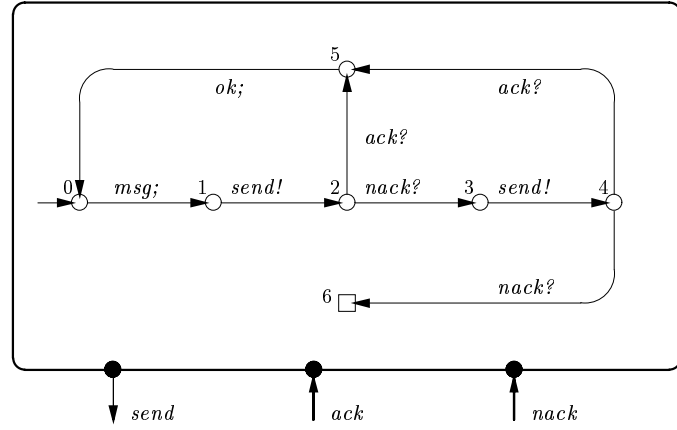 5
ok;
ack?
ack?
0
msg;
1
send!
2
nack?
3
send!
4
6
nack?
send
ack
nack